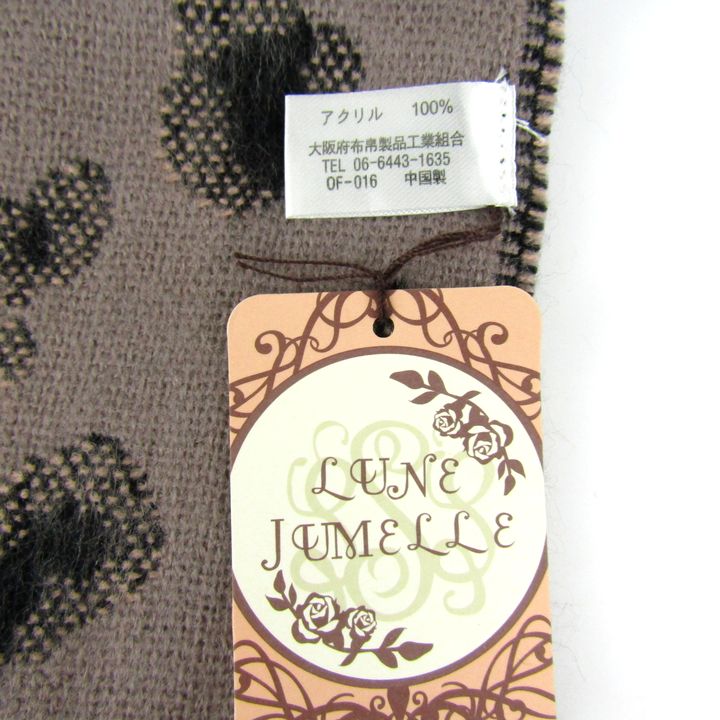 アクリル 100%
大阪府布帛製品工業組合
TEL 06-6443-1635
OF-016 中国製
LUNE
JUMELLE